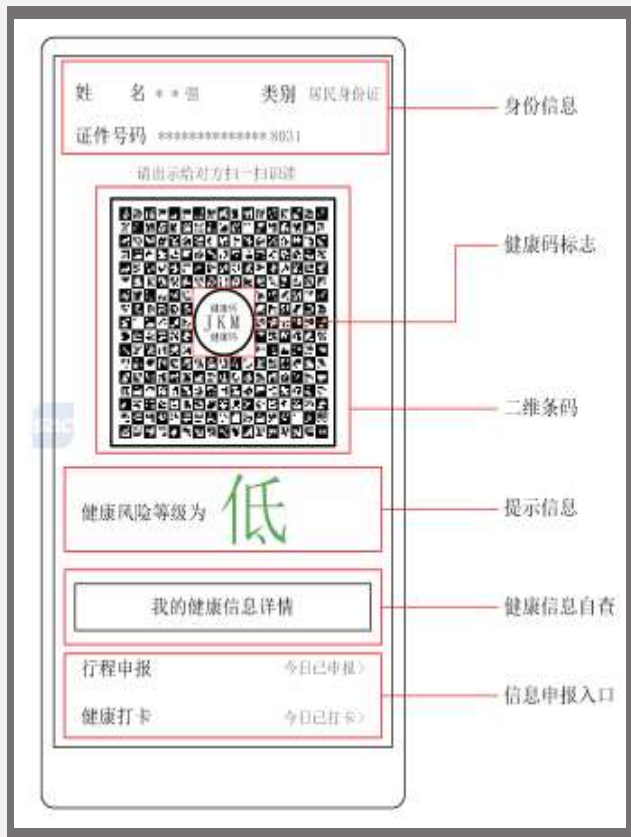 姓 名 **强 类别 居民身份证
身份信息
证件号码 **************8031
请出示给对方扫一扫识读
健康码标志
健康码
JKM
健康码
二维条码
健康风险等级为 低
提示信息
我的健康信息详情
健康信息自查
行程申报 今日已申报〉
信息申报入口
健康打卡 今日已打卡〉